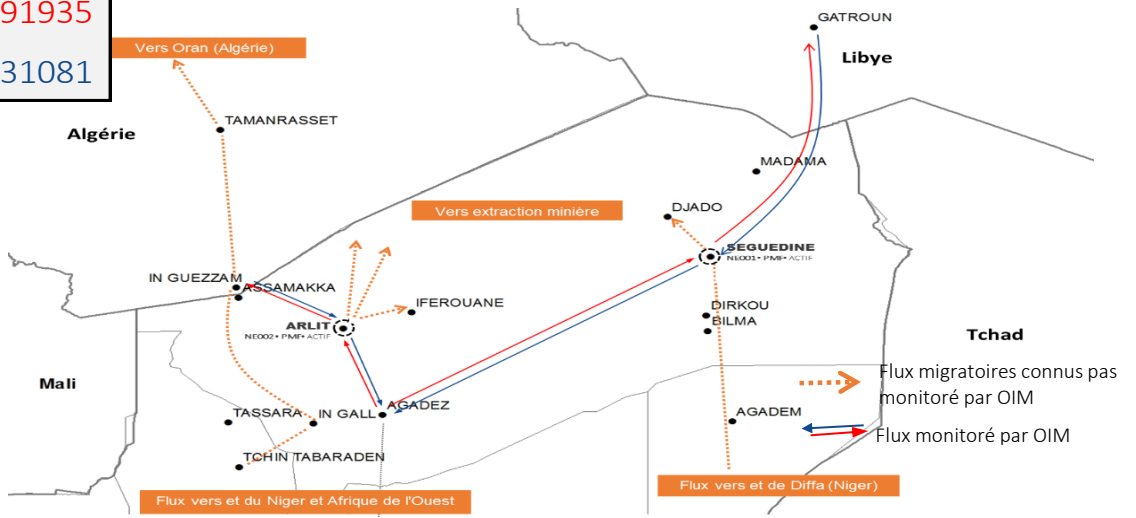 91935
31081
GATROUN
Libye
Vers Oran (Algérie)
TAMANRASSET
Algérie
MADAMA
Vers extraction minière
DJADO
SEGUEDINE
NE001• PMF• ACTIF
IN GUEZZAM
ASSAMAKKA
IFEROUANE
ARLIT
NE002• PMF• ACTIF
DIRKOU
BILMA
Tchad
Mali
Flux migratoires connus pas
monitoré par OIM
AGADEZ
TASSARA
IN GALL
AGADEM
Flux monitoré par OIM
TCHIN TABARADEN
Flux vers et de Diffa (Niger)
Flux vers et du Niger et Afrique de l'Ouest